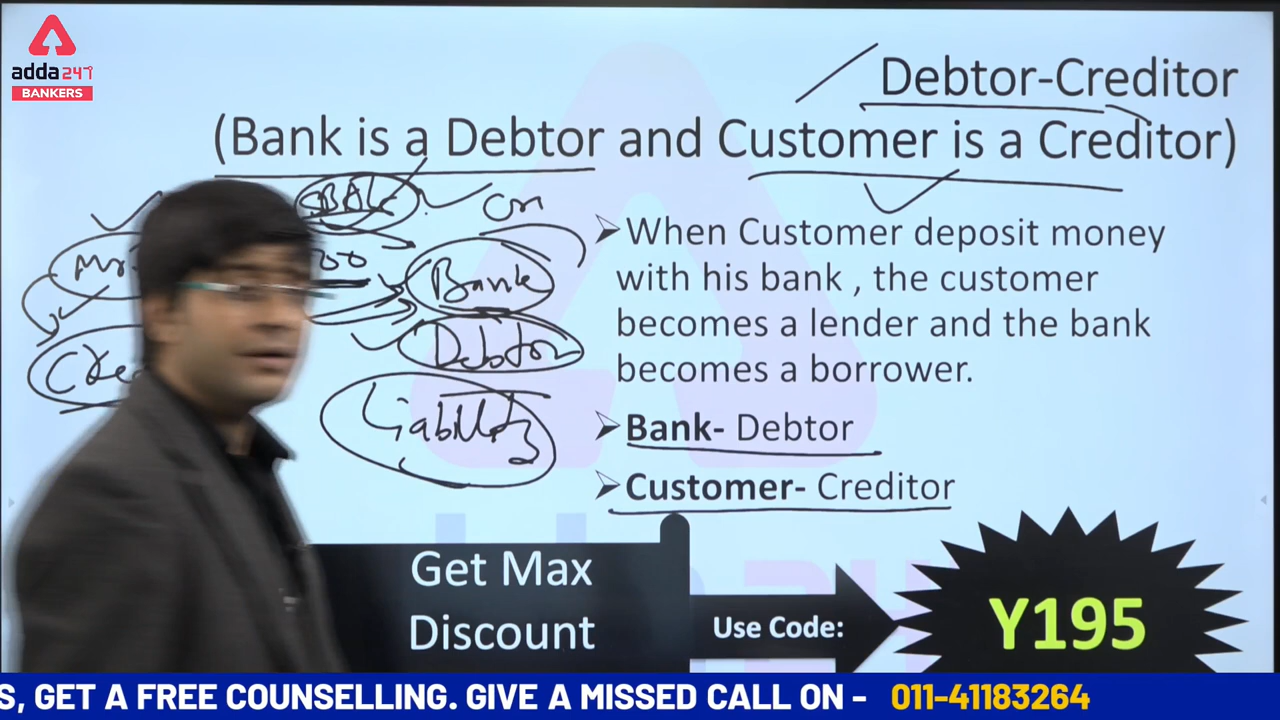 adda247
BANKERS
Debtor-Creditor
(Bank is a Debtor and Customer is a Creditor)
➢When Customer deposit money
with his bank , the customer
becomes a lender and the bank
becomes a borrower.
➢Bank- Debtor
➢Customer- Creditor
Bank
Debtor
Liability
Get Max
Discount
Use Code:
Y195
S, GET A FREE COUNSELLING. GIVE A MISSED CALL ON - 011-41183264